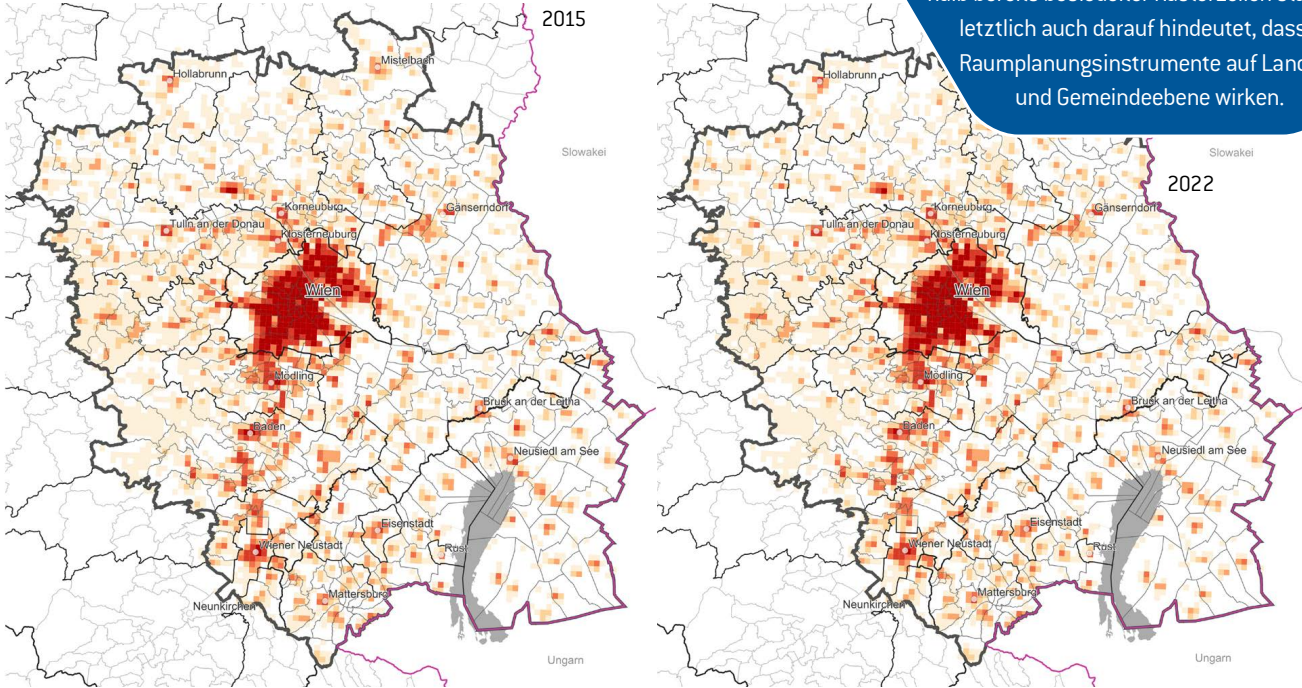 2015
Mistelbach
Hollabrunn
Slowakei
Korneuburg
Gänserndorf
Tulln an der Donau
Klosterneuburg
Wien
Mödling
Bruck an der Leitha
Baden
Neusiedl am See
Eisenstadt
Wiener Neustadt
Rust
Mattersburg
Neunkirchen
Ungarn
letztlich auch darauf hindeutet, dass
Raumplanungsinstrumente auf Land
und Gemeindeebene wirken.
Hollabrunn
Slowakei
2022
Korneuburg
Gänserndorf
Tulln an der Donau
Klosterneuburg
Wien
Mödling
Bruck an der Leitha
Baden
Neusiedl am See
Eisenstadt
Wiener Neustadt
Rust
Mattersburg
Neunkirchen
Ungarn